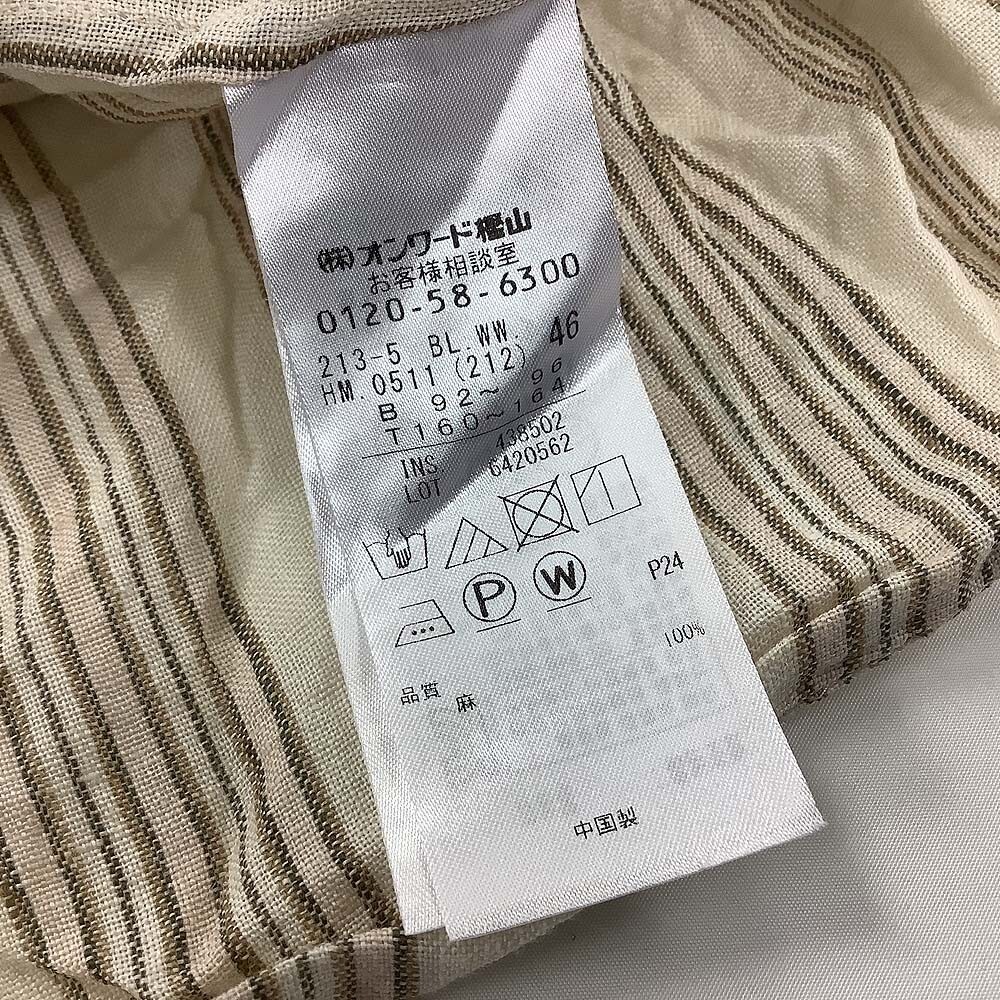 (株)オンワード樫山
お客様相談室
0120-58-6300
213-5 BL.WW. 46
HM.0511 (212)
B 92～96
T160～164
INS 438502
LOT 6420562
P W P24
品質 麻 100%
中国製